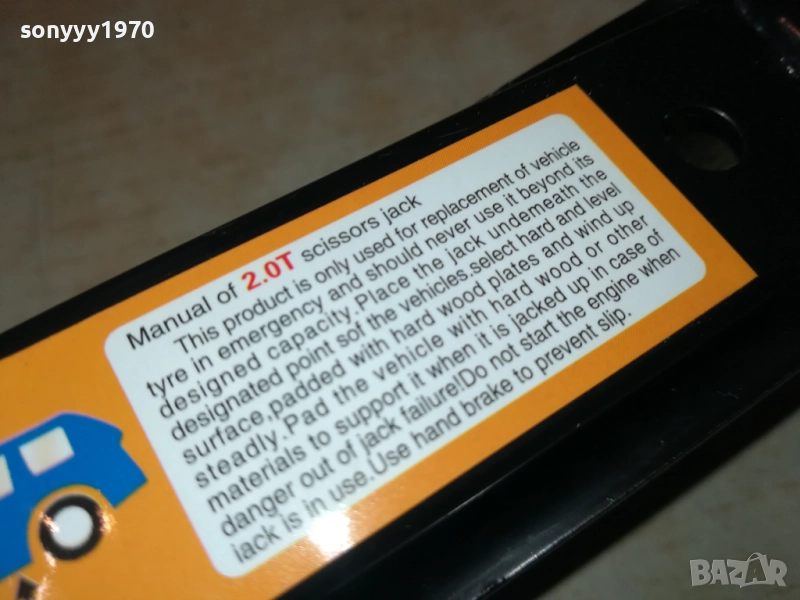 sonyyy1970
Manual of 2.0T scissors jack
This product is only used for replacement of vehicle
tyre in emergency and should never use it beyond its
designed capacity.Place the jack underneath the
designated point sof the vehicles.select hard and level
surface,padded with hard wood plates and wind up
steadly.Pad the vehicle with hard wood or other
materials to support it when it is jacked up in case of
danger out of jack failure!Do not start the engine when
jack is in use.Use hand brake to prevent slip.
BAZAR